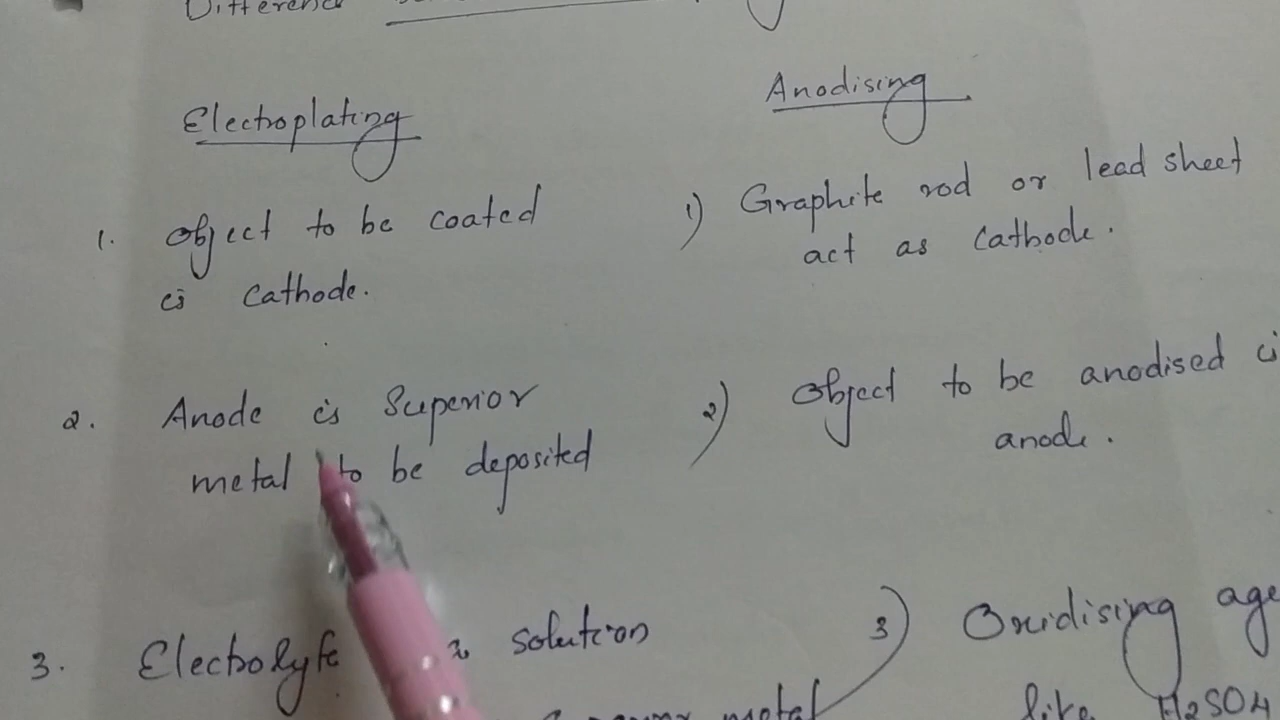 Difference
Electroplating
Anodising
1. Object to be coated
is cathode.
1) Graphite rod or lead sheet
act as cathode.
2. Anode is Superior
metal to be deposited
2) Object to be anodised
anode.
3. Electrolyte solution
metal
3) Oxidising
like H2SO4